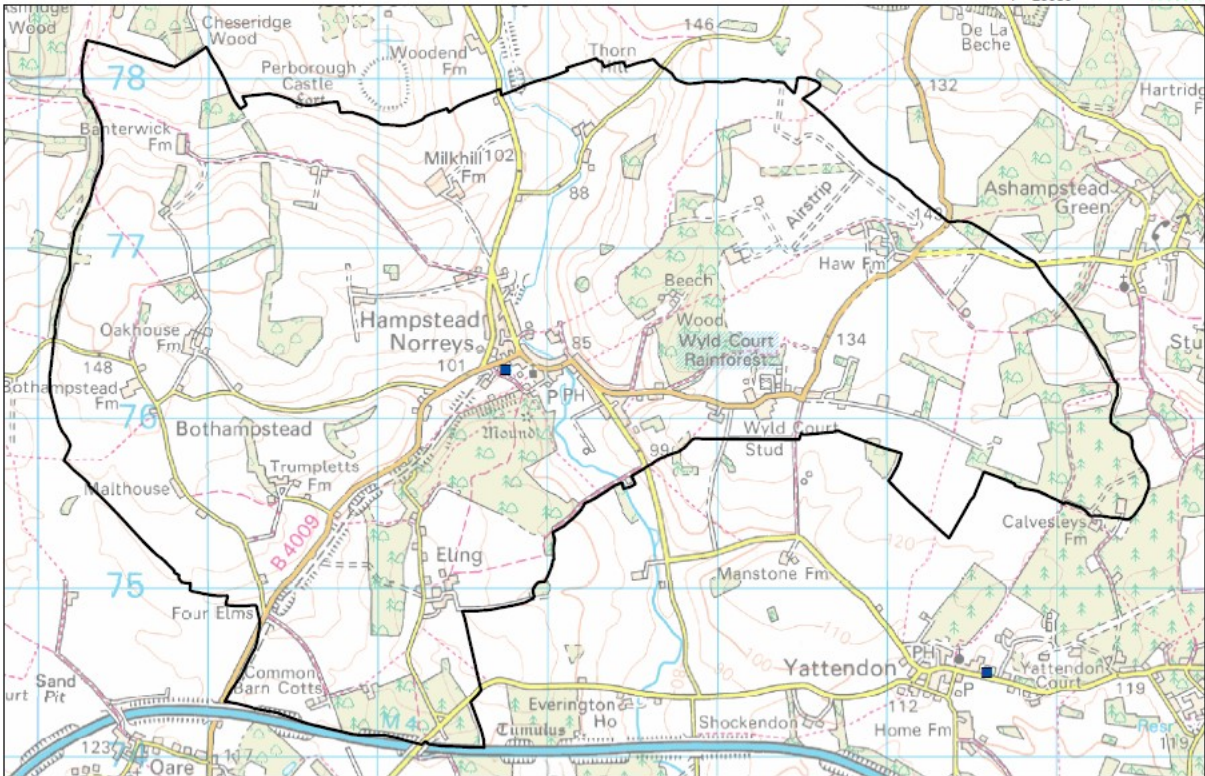 Wood
Cheseridge
Wood
Woodend
Fm
146
De La
Beche
Thorn
Hill
Perborough
Castle
Fort
78
132
Banterwick
Fm
Milkhill
Fm
102
88
Ashampstead
Green
Airstrip
143
77
Haw Fm
Beech
Wood
Hampstead
Norreys
Wyld Court
Rainforest
85
134
Oakhouse
Fm
148
101
Bothampstead
Fm
P
PH
76
Bothampstead
Mound
Wyld Court
Stud
99
Trumpletts
Fm
Malthouse
Calvesleys
Fm
120
B 4009
Eling
75
Manstone Fm
Four Elms
110
Common
Barn Cotts
100
90
80
Yattendon
PH
Yattendon
Court
P
119
Sand
Pit
M 4
Everington
Ho
112
Tumulus
Shockendon
Home Fm
Resr
119
123
117
Oare